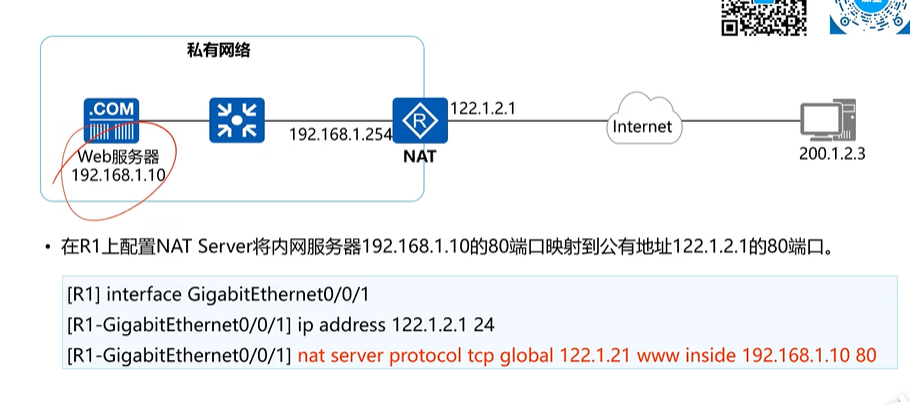 私有网络
.COM
R
122.1.2.1
Internet
192.168.1.254
NAT
Web服务器
192.168.1.10
200.1.2.3
• 在R1上配置NAT Server将内网服务器192.168.1.10的80端口映射到公有地址122.1.2.1的80端口。
[R1] interface GigabitEthernet0/0/1
[R1-GigabitEthernet0/0/1] ip address 122.1.2.1 24
[R1-GigabitEthernet0/0/1] nat server protocol tcp global 122.1.21 www inside 192.168.1.10 80